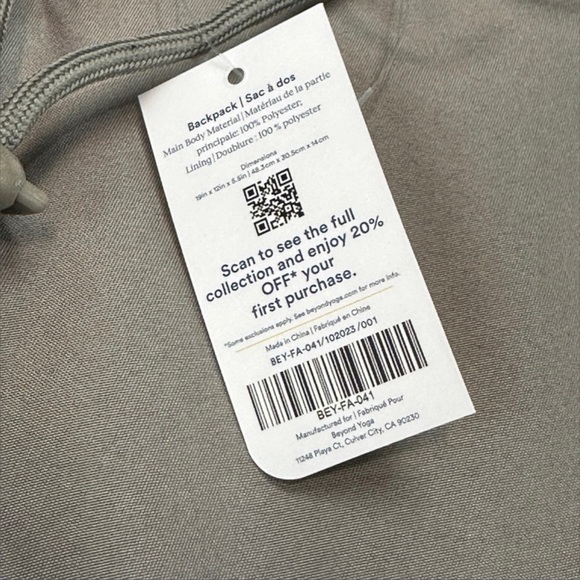 Backpack | Sac à dos
Main Body Material | Matériau de la partie
principale: 100% Polyester;
Lining | Doublure : 100 % polyester
Dimensions
19in x 12in x 5.5in | 48.3cm x 30.5cm x 14cm
Scan to see the full
collection and enjoy 20%
OFF* your
first purchase.
*Some exclusions apply. See beyondyoga.com for more info.
Made in China | Fabriqué en Chine
BEY-FA-041/102023/001
BEY-FA-041
Manufactured for | Fabriqué Pour
Beyond Yoga
11248 Playa Ct, Culver City, CA 90230